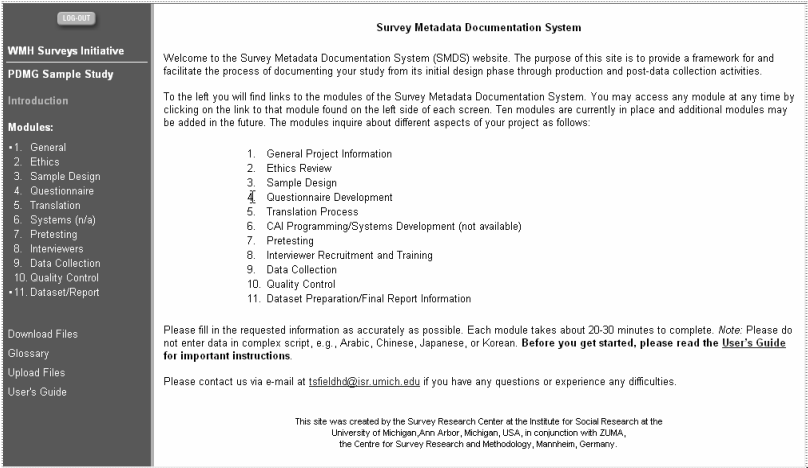 LOG-OUT
WMH Surveys Initiative
PDMG Sample Study
Introduction
Modules:
•1. General
2. Ethics
3. Sample Design
4. Questionnaire
5. Translation
6. Systems (n/a)
7. Pretesting
8. Interviewers
9. Data Collection
10. Quality Control
•11. Dataset/Report
Download Files
Glossary
Upload Files
User's Guide
Survey Metadata Documentation System
Welcome to the Survey Metadata Documentation System (SMDS) website. The purpose of this site is to provide a framework for and
facilitate the process of documenting your study from its initial design phase through production and post-data collection activities.
To the left you will find links to the modules of the Survey Metadata Documentation System. You may access any module at any time by
clicking on the link to that module found on the left side of each screen. Ten modules are currently in place and additional modules may
be added in the future. The modules inquire about different aspects of your project as follows:
1. General Project Information
2. Ethics Review
3. Sample Design
4. Questionnaire Development
5. Translation Process
6. CAI Programming/Systems Development (not available)
7. Pretesting
8. Interviewer Recruitment and Training
9. Data Collection
10. Quality Control
11. Dataset Preparation/Final Report Information
Please fill in the requested information as accurately as possible. Each module takes about 20-30 minutes to complete. Note: Please do
not enter data in complex script, e.g., Arabic, Chinese, Japanese, or Korean. Before you get started, please read the User's Guide
for important instructions.
Please contact us via e-mail at tsfieldhd@isr.umich.edu if you have any questions or experience any difficulties.
This site was created by the Survey Research Center at the Institute for Social Research at the
University of Michigan,Ann Arbor, Michigan, USA, in conjunction with ZUMA,
the Centre for Survey Research and Methodology, Mannheim, Germany.